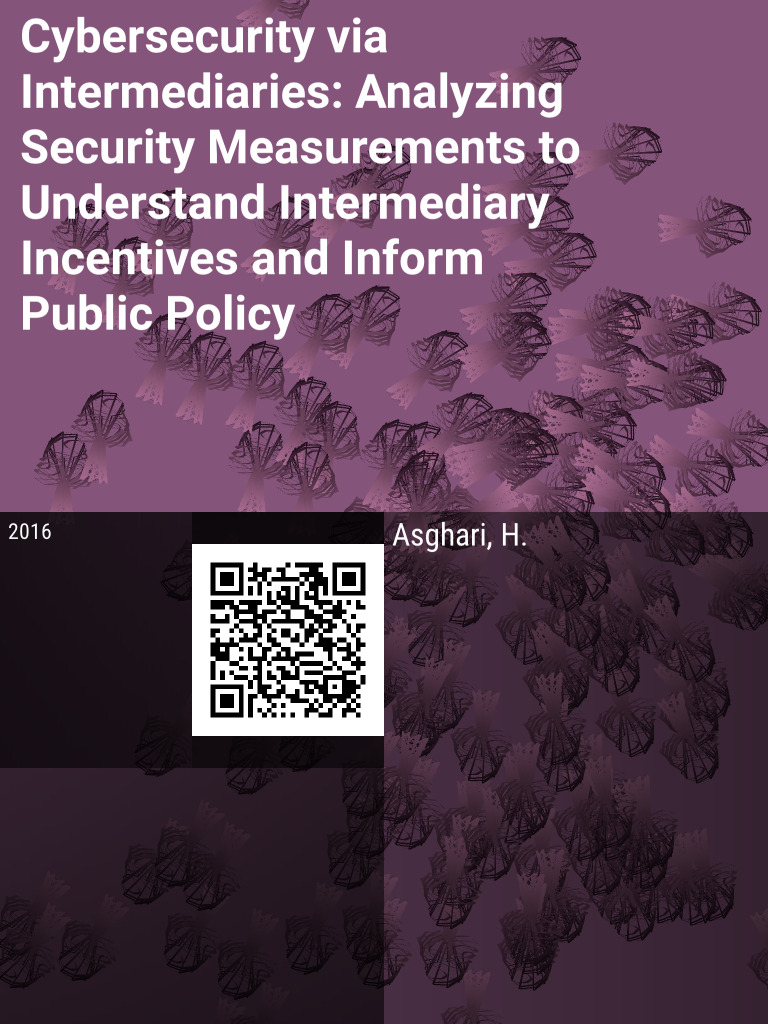 Cybersecurity via
Intermediaries: Analyzing
Security Measurements to
Understand Intermediary
Incentives and Inform
Public Policy
2016
Asghari, H.